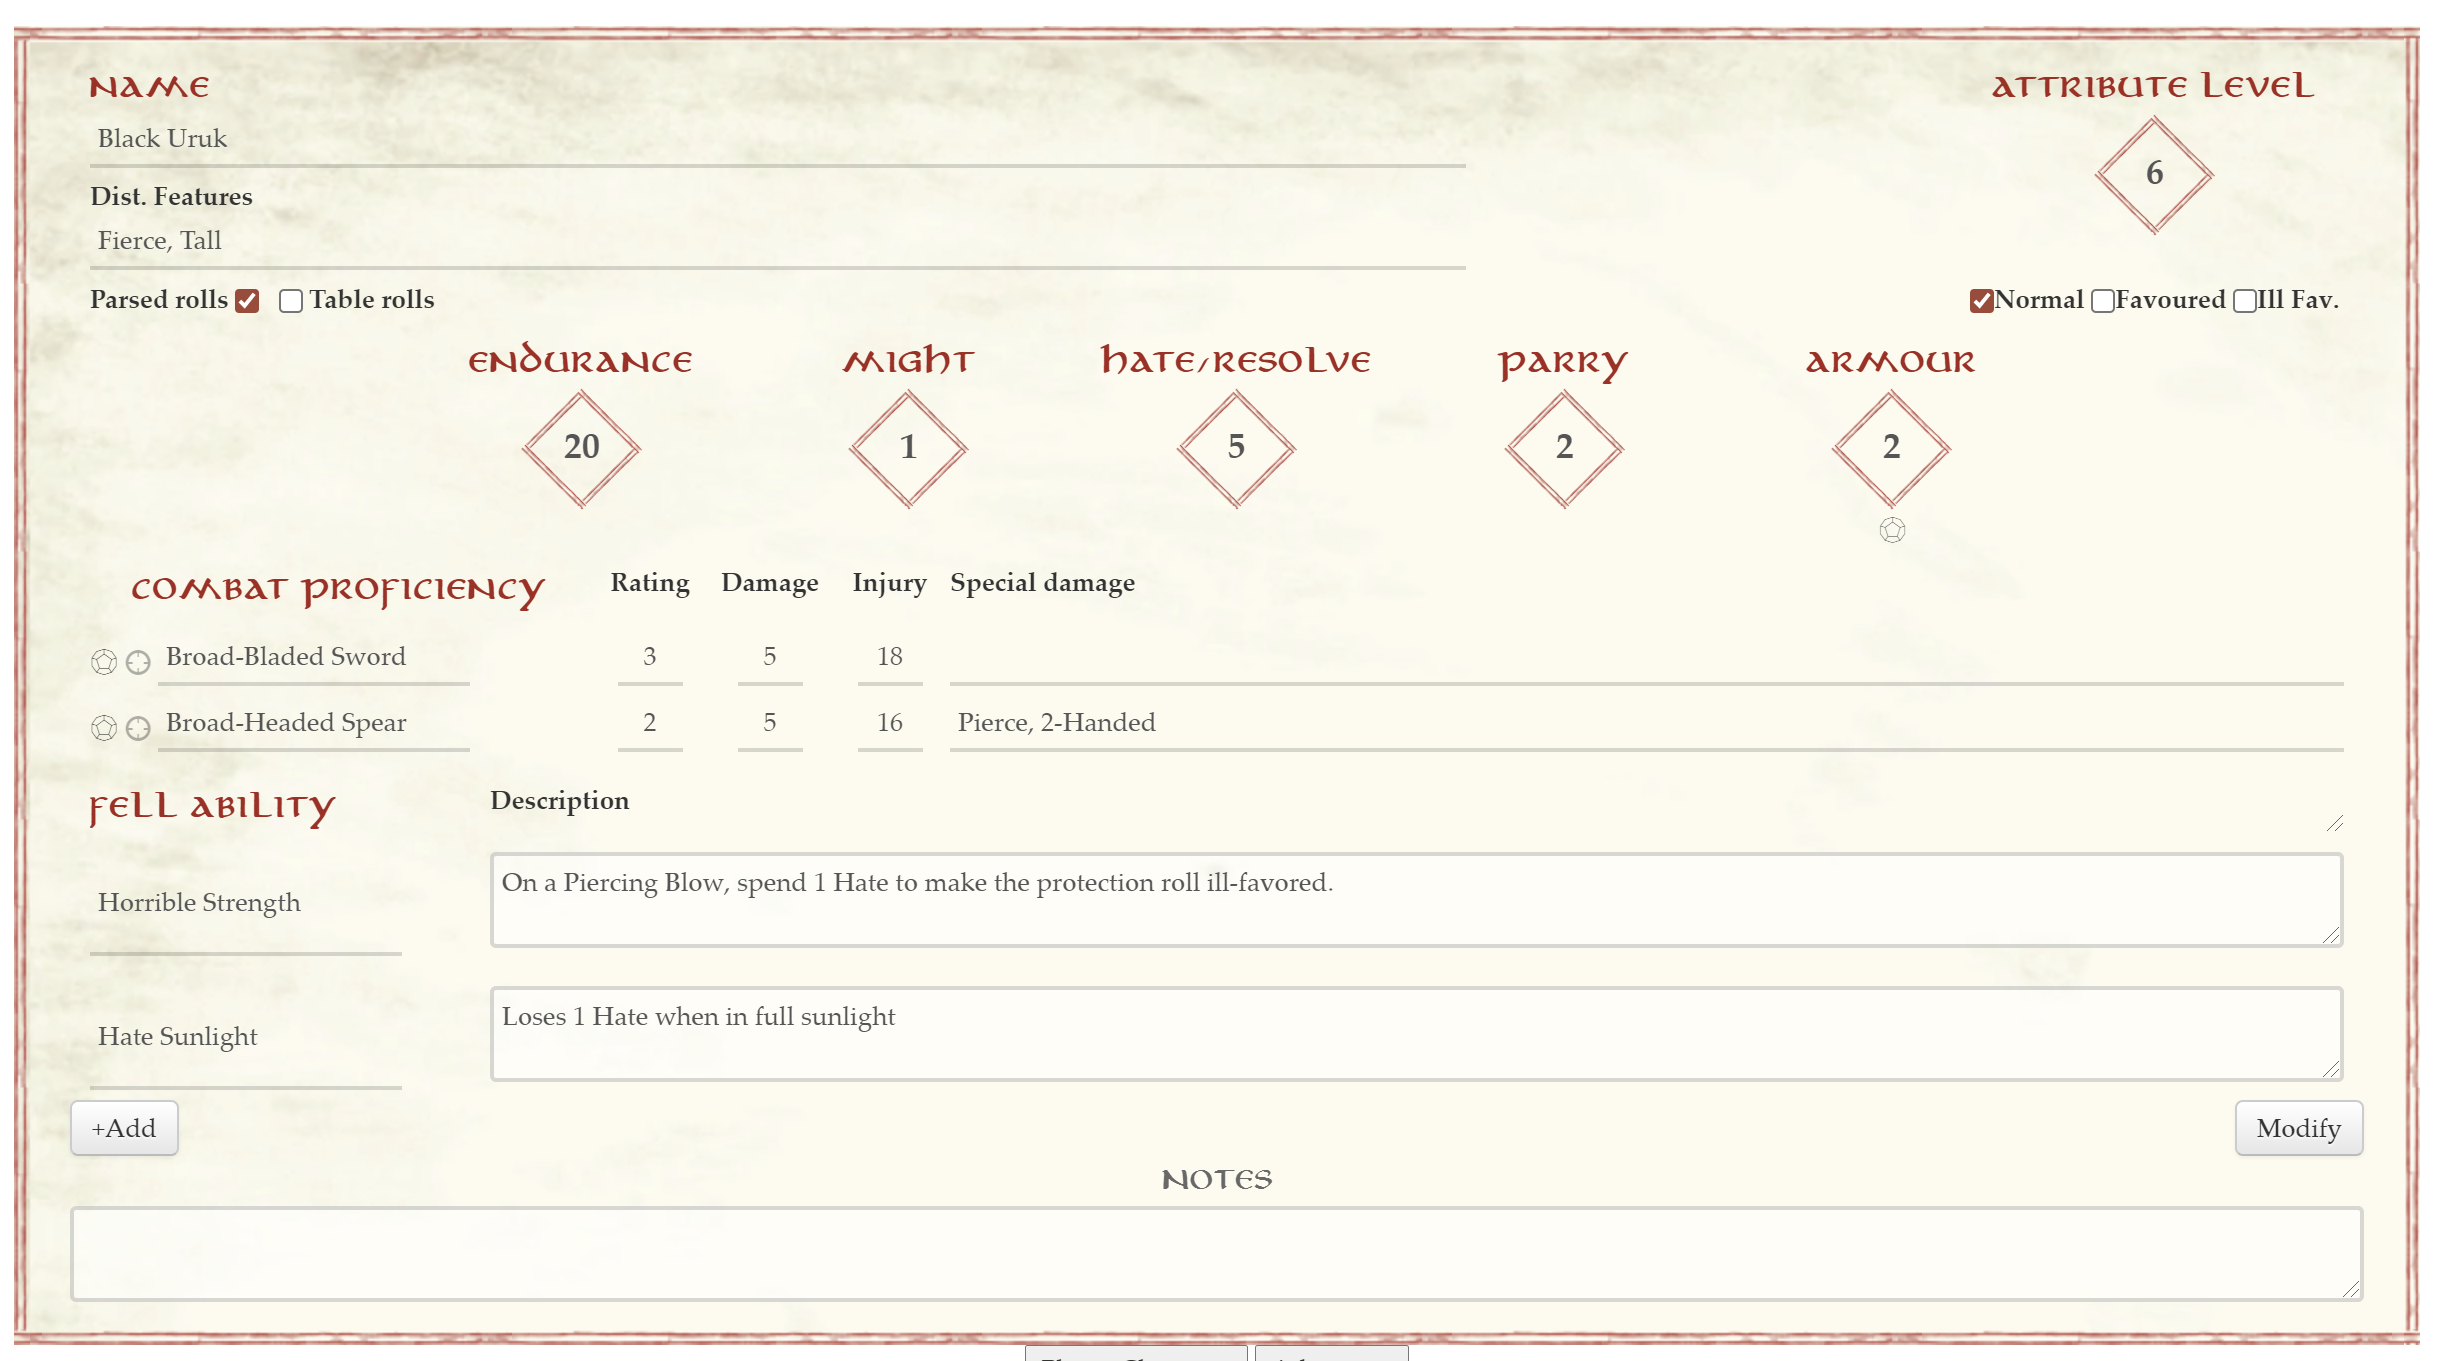 NAME
ATTRIBUTE LEVEL
Black Uruk
6
Dist. Features
Fierce, Tall
Parsed rolls Table rolls
Normal Favoured Ill Fav.
ENDURANCE MIGHT HATE/RESOLVE PARRY ARMOUR
20 1 5 2 2
COMBAT PROFICIENCY Rating Damage Injury Special damage
Broad-Bladed Sword 3 5 18
Broad-Headed Spear 2 5 16 Pierce, 2-Handed
FELL ABILITY Description
Horrible Strength
On a Piercing Blow, spend 1 Hate to make the protection roll ill-favored.
Hate Sunlight
Loses 1 Hate when in full sunlight
+Add Modify
NOTES